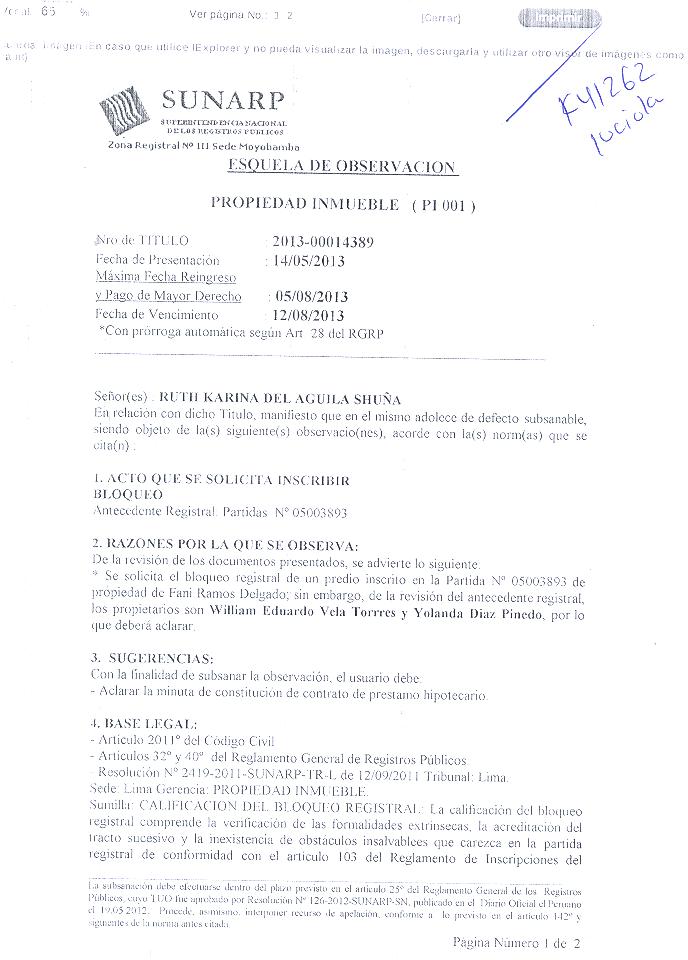 65 %
Ver página No.: 1 2
[Cerrar]
Imprimir
imagen (En caso que utilice IExplorer y no pueda visualizar la imagen, descargarla y utilizar otro visor de imágenes como
K41262
luciola
SUNARP
SUPERINTENDENCIA NACIONAL
DE LOS REGISTROS PUBLICOS
Zona Registral Nº III Sede Moyobamba
ESQUELA DE OBSERVACION
PROPIEDAD INMUEBLE ( PI 001 )
Nro de TITULO : 2013-00014389
Fecha de Presentación : 14/05/2013
Máxima Fecha Reingreso
y Pago de Mayor Derecho : 05/08/2013
Fecha de Vencimiento : 12/08/2013
*Con prórroga automática según Art 28 del RGRP
Señor(es) : RUTH KARINA DEL AGUILA SHUÑA
En relación con dicho Titulo, manifiesto que en el mismo adolece de defecto subsanable,
siendo objeto de la(s) siguiente(s) observacio(nes), acorde con la(s) norm(as) que se
cita(n) :
1. ACTO QUE SE SOLICITA INSCRIBIR
BLOQUEO
Antecedente Registral: Partidas Nº 05003893
2. RAZONES POR LA QUE SE OBSERVA:
De la revisión de los documentos presentados, se advierte lo siguiente:
* Se solicita el bloqueo registral de un predio inscrito en la Partida Nº 05003893 de
propiedad de Fani Ramos Delgado; sin embargo, de la revisión del antecedente registral,
los propietarios son William Eduardo Vela Torrres y Yolanda Diaz Pinedo, por lo
que deberá aclarar.
3. SUGERENCIAS:
Con la finalidad de subsanar la observación, el usuario debe:
- Aclarar la minuta de constitución de contrato de prestamo hipotecario.
4. BASE LEGAL:
- Articulo 2011º del Código Civil
- Artículos 32º y 40º del Reglamento General de Registros Públicos.
- Resolución Nº 2419-2011-SUNARP-TR-L de 12/09/2011 Tribunal: Lima.
Sede: Lima Gerencia: PROPIEDAD INMUEBLE.
Sumilla: CALIFICACION DEL BLOQUEO REGISTRAL: La calificación del bloqueo
registral comprende la verificación de las formalidades extrinsecas, la acreditación del
tracto sucesivo y la inexistencia de obstáculos insalvablees que carezca en la partida
registral de conformidad con el articulo 103 del Reglamento de Inscripciones del
La subsanación debe efectuarse dentro del plazo previsto en el artículo 25º del Reglamento General de los Registros
Públicos, cuyo TUO fue aprobado por Resolución Nº 126-2012-SUNARP-SN, publicado en el Diario Oficial el Peruano
el 19.05.2012. Procede, asimismo, interponer recurso de apelación, conforme a lo previsto en el artículo 142º y
siguientes de la norma antes citada.
Página Número 1 de 2